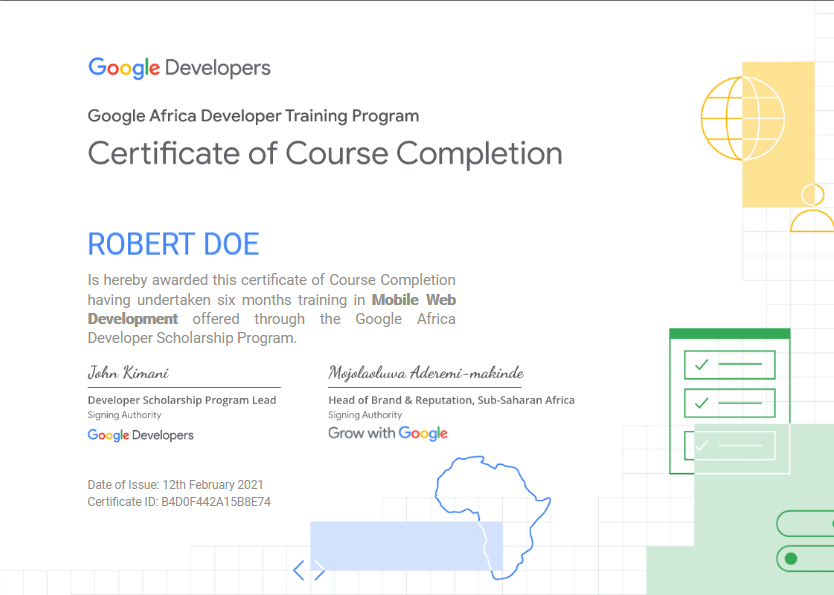 Google Developers
Google Africa Developer Training Program
Certificate of Course Completion
ROBERT DOE
Is hereby awarded this certificate of Course Completion
having undertaken six months training in Mobile Web
Development offered through the Google Africa
Developer Scholarship Program.
John Kimani
Developer Scholarship Program Lead
Signing Authority
Google Developers
Mojolaoluwa Aderemi-makinde
Head of Brand & Reputation, Sub-Saharan Africa
Signing Authority
Grow with Google
Date of Issue: 12th February 2021
Certificate ID: B4D0F442A15B8E74